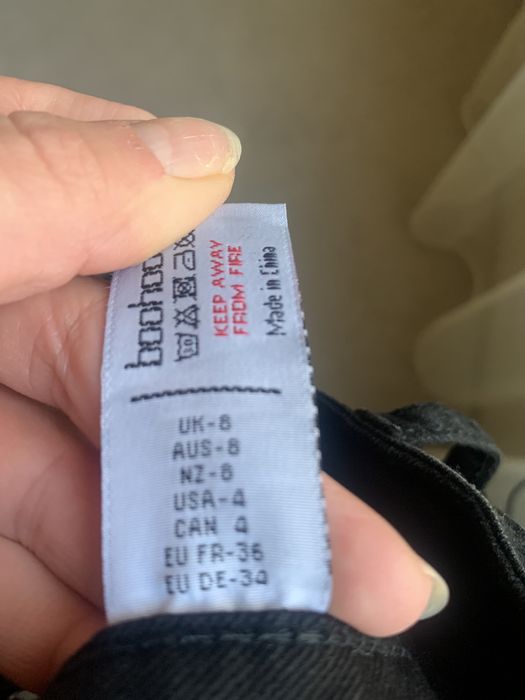 boohoo
KEEP AWAY
FROM FIRE
Made in China
UK-8
AUS-8
NZ-8
USA-4
CAN 4
EU FR-36
EU DE-34